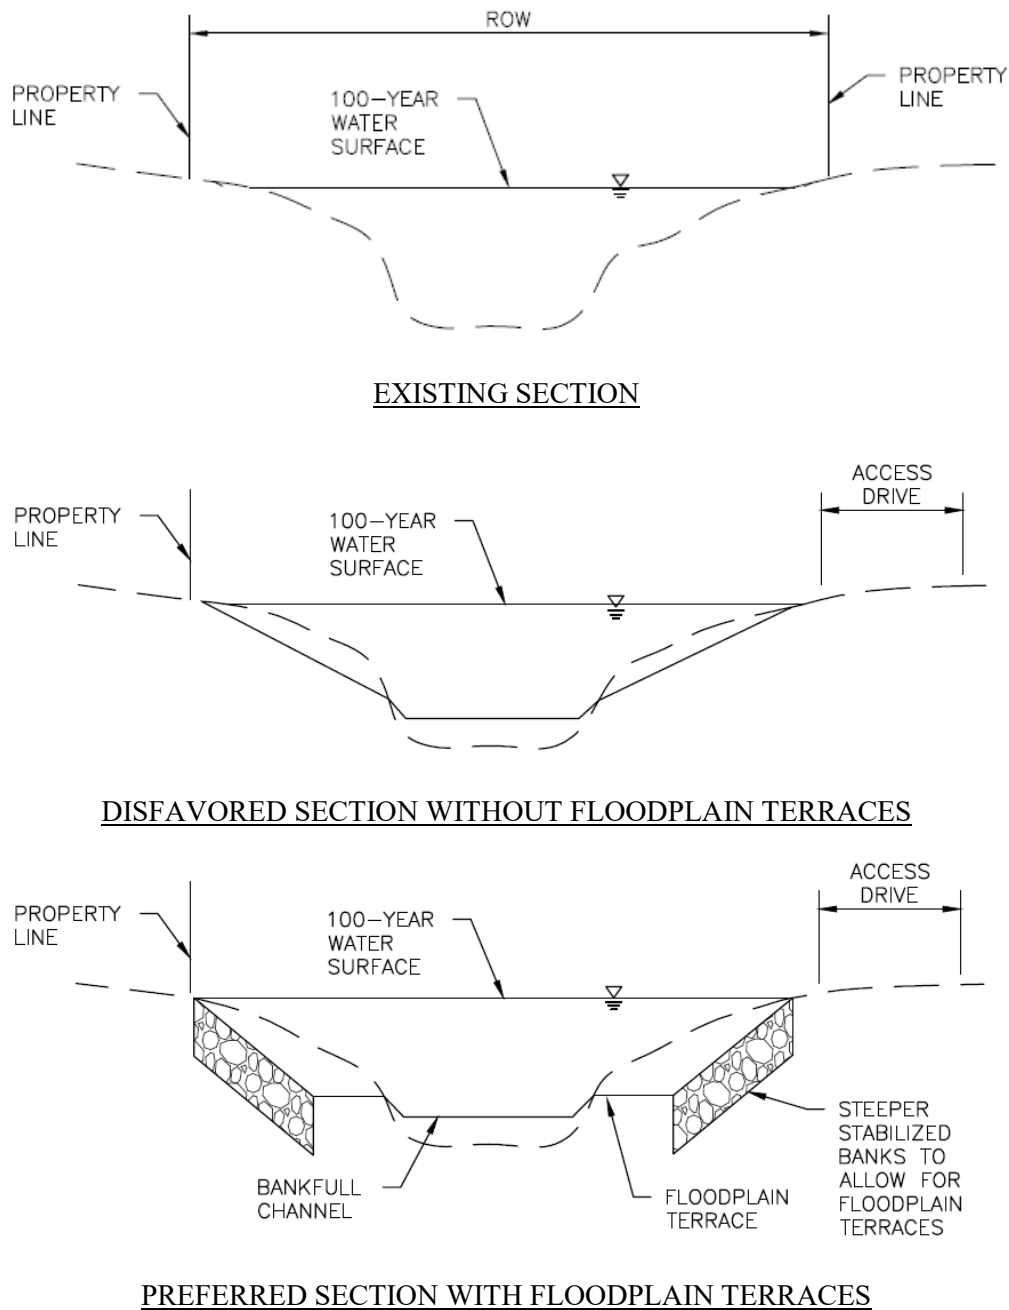 ROW
PROPERTY
LINE
100-YEAR
WATER
SURFACE
PROPERTY
LINE
EXISTING SECTION
ACCESS
DRIVE
PROPERTY
LINE
100-YEAR
WATER
SURFACE
DISFAVORED SECTION WITHOUT FLOODPLAIN TERRACES
ACCESS
DRIVE
PROPERTY
LINE
100-YEAR
WATER
SURFACE
BANKFULL
CHANNEL
FLOODPLAIN
TERRACE
STEEPER
STABILIZED
BANKS TO
ALLOW FOR
FLOODPLAIN
TERRACES
PREFERRED SECTION WITH FLOODPLAIN TERRACES